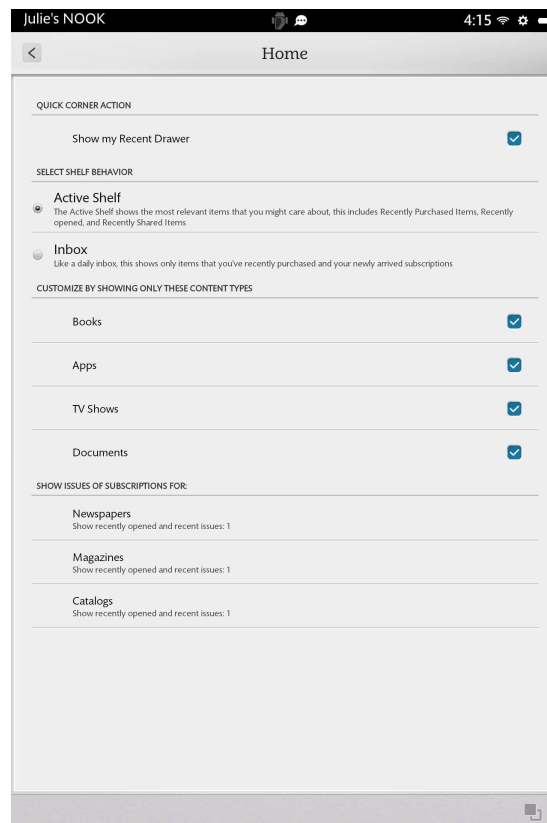 Julie's NOOK
4:15
Home
QUICK CORNER ACTION
Show my Recent Drawer
SELECT SHELF BEHAVIOR
Active Shelf
The Active Shelf shows the most relevant items that you might care about, this includes Recently Purchased Items, Recently
opened, and Recently Shared Items
Inbox
Like a daily inbox, this shows only items that you've recently purchased and your newly arrived subscriptions
CUSTOMIZE BY SHOWING ONLY THESE CONTENT TYPES
Books
Apps
TV Shows
Documents
SHOW ISSUES OF SUBSCRIPTIONS FOR:
Newspapers
Show recently opened and recent issues: 1
Magazines
Show recently opened and recent issues: 1
Catalogs
Show recently opened and recent issues: 1